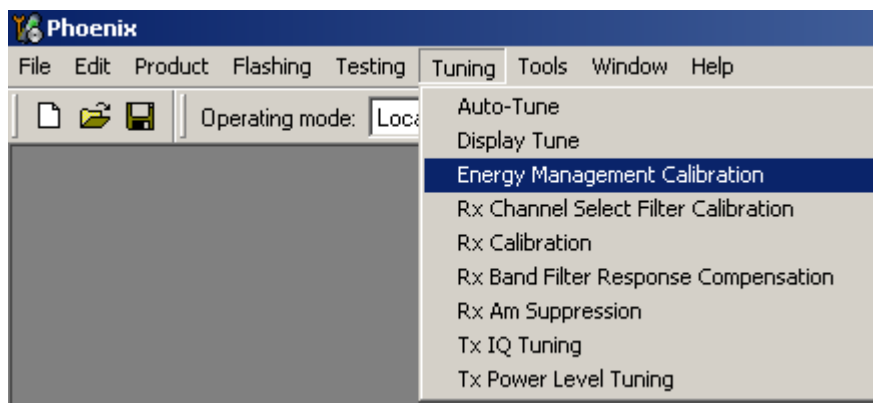 Phoenix
File Edit Product Flashing Testing Tuning Tools Window Help
Operating mode: Loca
Auto-Tune
Display Tune
Energy Management Calibration
Rx Channel Select Filter Calibration
Rx Calibration
Rx Band Filter Response Compensation
Rx Am Suppression
Tx IQ Tuning
Tx Power Level Tuning